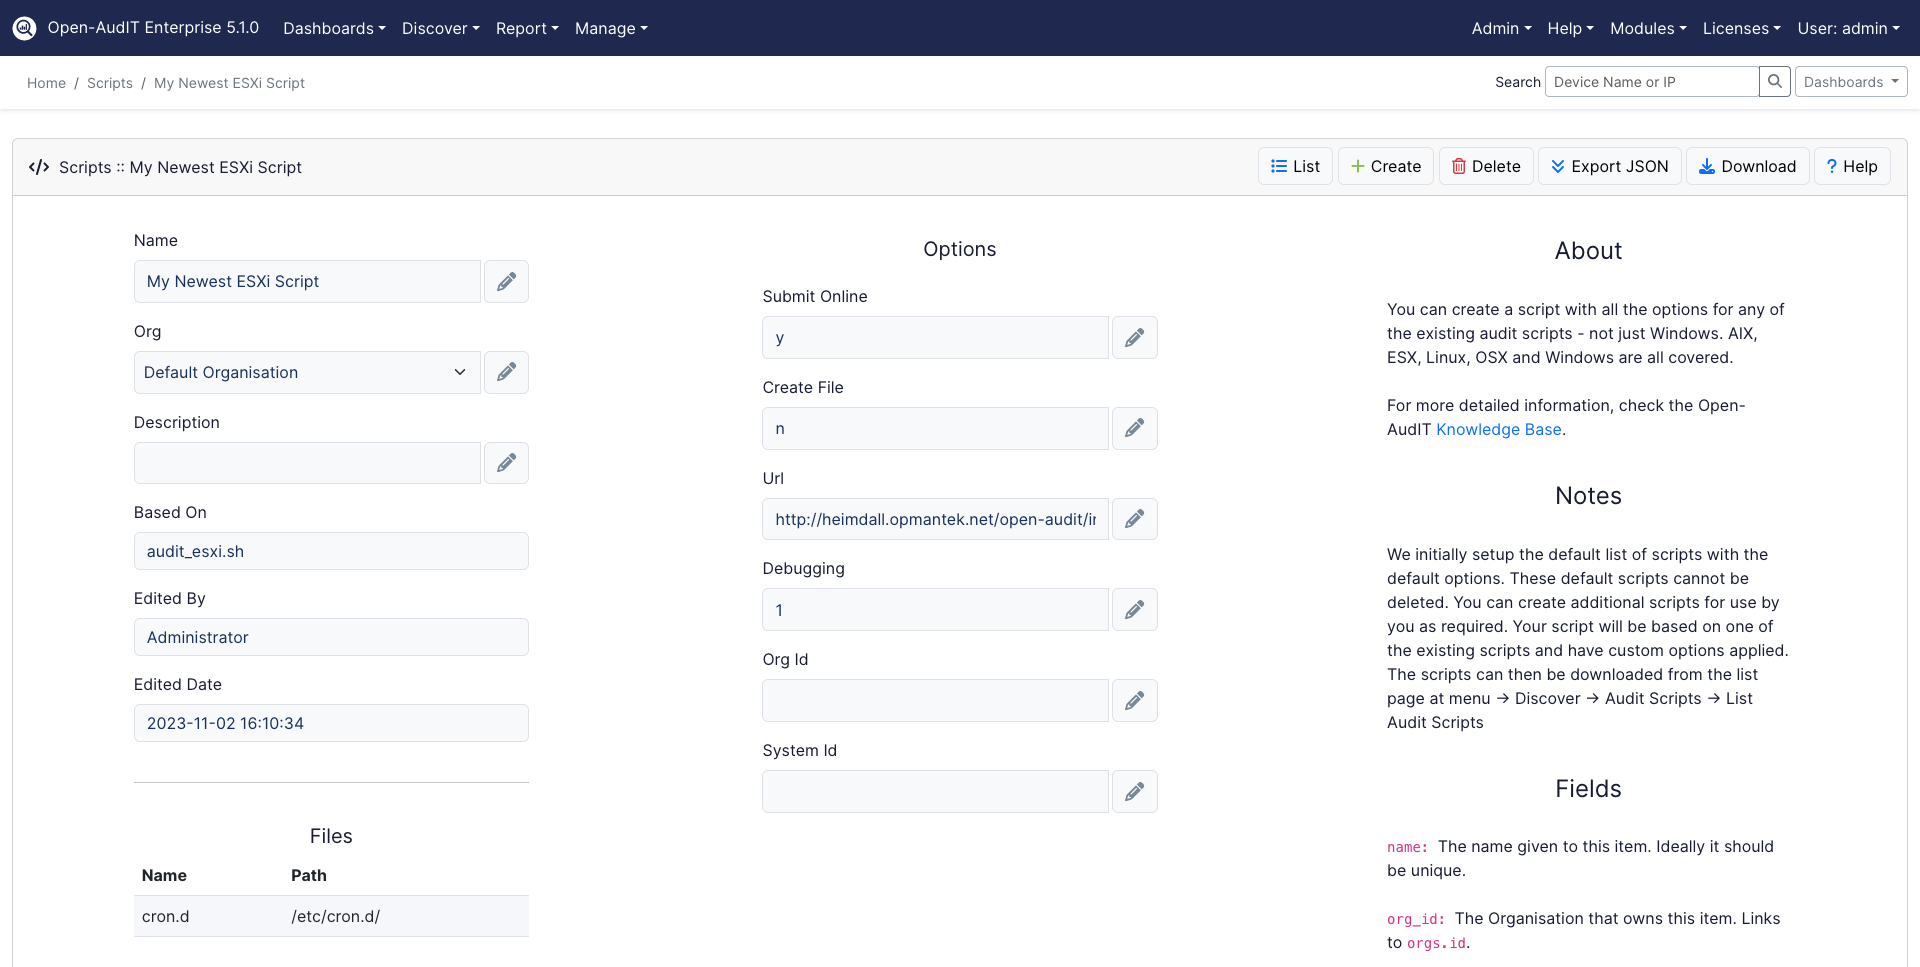 Open-AudIT Enterprise 5.1.0 Dashboards Discover Report Manage Admin Help Modules Licenses User: admin
Home / Scripts / My Newest ESXi Script
Search Device Name or IP Dashboards
Scripts :: My Newest ESXi Script
List Create Delete Export JSON Download ? Help
Name
My Newest ESXi Script
Org
Default Organisation
Description
Based On
audit_esxi.sh
Edited By
Administrator
Edited Date
2023-11-02 16:10:34
Files
Name Path
cron.d /etc/cron.d/
Options
Submit Online
y
Create File
n
Url
http://heimdall.opmantek.net/open-audit/
Debugging
1
Org Id
System Id
About
You can create a script with all the options for any of
the existing audit scripts - not just Windows. AIX,
ESX, Linux, OSX and Windows are all covered.
For more detailed information, check the Open-
AudIT Knowledge Base.
Notes
We initially setup the default list of scripts with the
default options. These default scripts cannot be
deleted. You can create additional scripts for use by
you as required. Your script will be based on one of
the existing scripts and have custom options applied.
The scripts can then be downloaded from the list
page at menu → Discover → Audit Scripts → List
Audit Scripts
Fields
name: The name given to this item. Ideally it should
be unique.
org_id: The Organisation that owns this item. Links
to orgs.id.